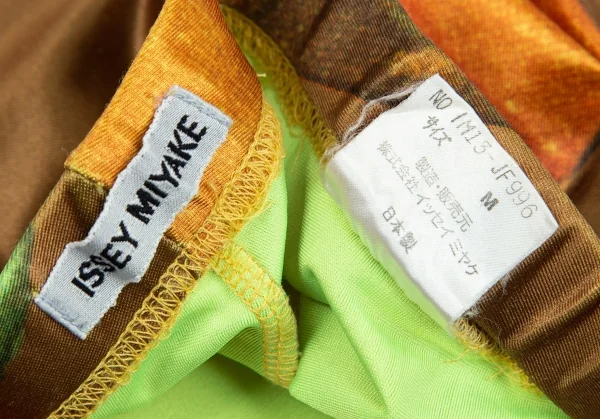 ISSEY MIYAKE
NO IM13-JF996
サイズ M
製造・販売元
株式会社イッセイミヤケ
日本製